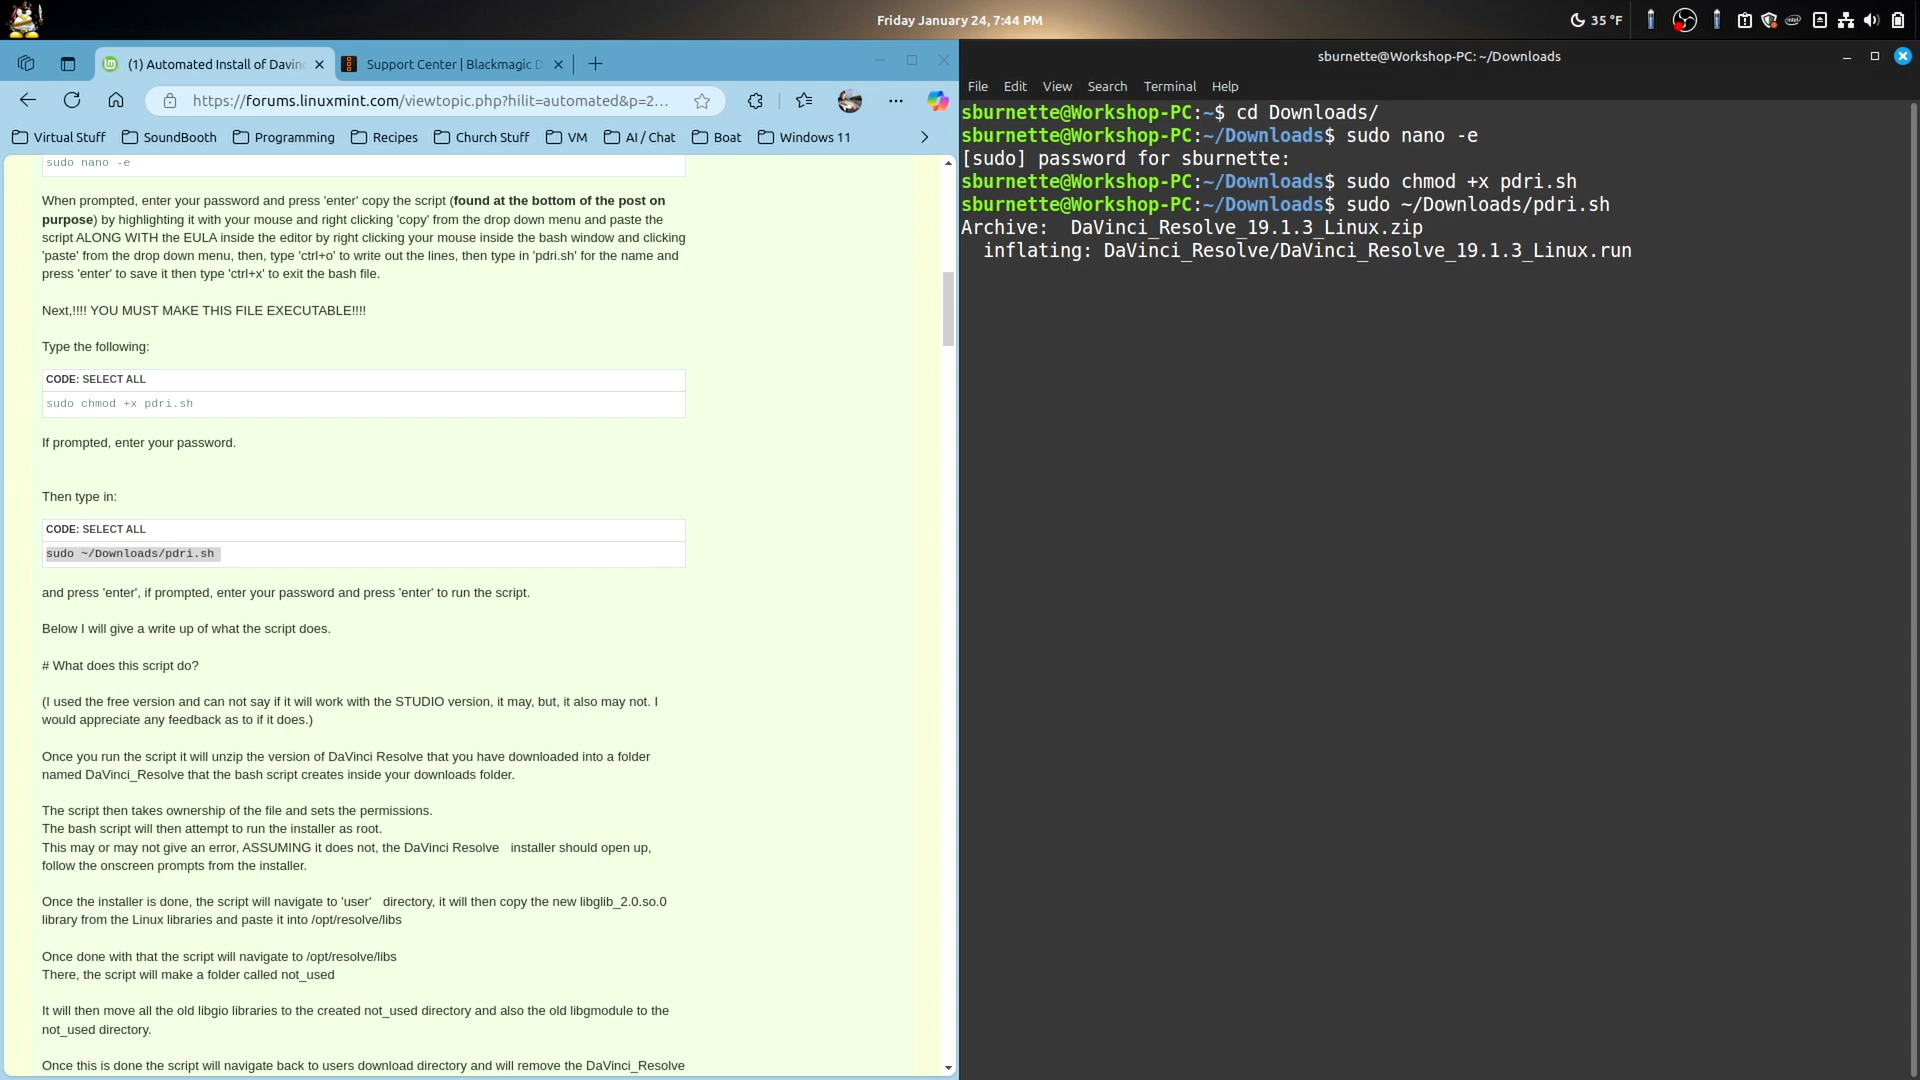 Friday January 24, 7:44 PM
35 °F
(1) Automated Install of Davin
Support Center | Blackmagic D
https://forums.linuxmint.com/viewtopic.php?hilit=automated&p=2...
Virtual Stuff
SoundBooth
Programming
Recipes
Church Stuff
VM
AI / Chat
Boat
Windows 11
sudo nano -e
When prompted, enter your password and press 'enter' copy the script (found at the bottom of the post on
purpose) by highlighting it with your mouse and right clicking 'copy' from the drop down menu and paste the
script ALONG WITH the EULA inside the editor by right clicking your mouse inside the bash window and clicking
'paste' from the drop down menu, then, type 'ctrl+o' to write out the lines, then type in 'pdri.sh' for the name and
press 'enter' to save it then type 'ctrl+x' to exit the bash file.
Next,!!!! YOU MUST MAKE THIS FILE EXECUTABLE!!!!
Type the following:
CODE: SELECT ALL
sudo chmod +x pdri.sh
If prompted, enter your password.
Then type in:
CODE: SELECT ALL
sudo ~/Downloads/pdri.sh
and press 'enter', if prompted, enter your password and press 'enter' to run the script.
Below I will give a write up of what the script does.
# What does this script do?
(I used the free version and can not say if it will work with the STUDIO version, it may, but, it also may not. I
would appreciate any feedback as to if it does.)
Once you run the script it will unzip the version of DaVinci Resolve that you have downloaded into a folder
named DaVinci_Resolve that the bash script creates inside your downloads folder.
The script then takes ownership of the file and sets the permissions.
The bash script will then attempt to run the installer as root.
This may or may not give an error, ASSUMING it does not, the DaVinci Resolve installer should open up,
follow the onscreen prompts from the installer.
Once the installer is done, the script will navigate to 'user' directory, it will then copy the new libglib_2.0.so.0
library from the Linux libraries and paste it into /opt/resolve/libs
Once done with that the script will navigate to /opt/resolve/libs
There, the script will make a folder called not_used
It will then move all the old libgio libraries to the created not_used directory and also the old libgmodule to the
not_used directory.
Once this is done the script will navigate back to users download directory and will remove the DaVinci_Resolve
sburnette@Workshop-PC: ~/Downloads
File Edit View Search Terminal Help
sburnette@Workshop-PC:~$ cd Downloads/
sburnette@Workshop-PC:~/Downloads$ sudo nano -e
[sudo] password for sburnette:
sburnette@Workshop-PC:~/Downloads$ sudo chmod +x pdri.sh
sburnette@Workshop-PC:~/Downloads$ sudo ~/Downloads/pdri.sh
Archive:  DaVinci_Resolve_19.1.3_Linux.zip
  inflating: DaVinci_Resolve/DaVinci_Resolve_19.1.3_Linux.run